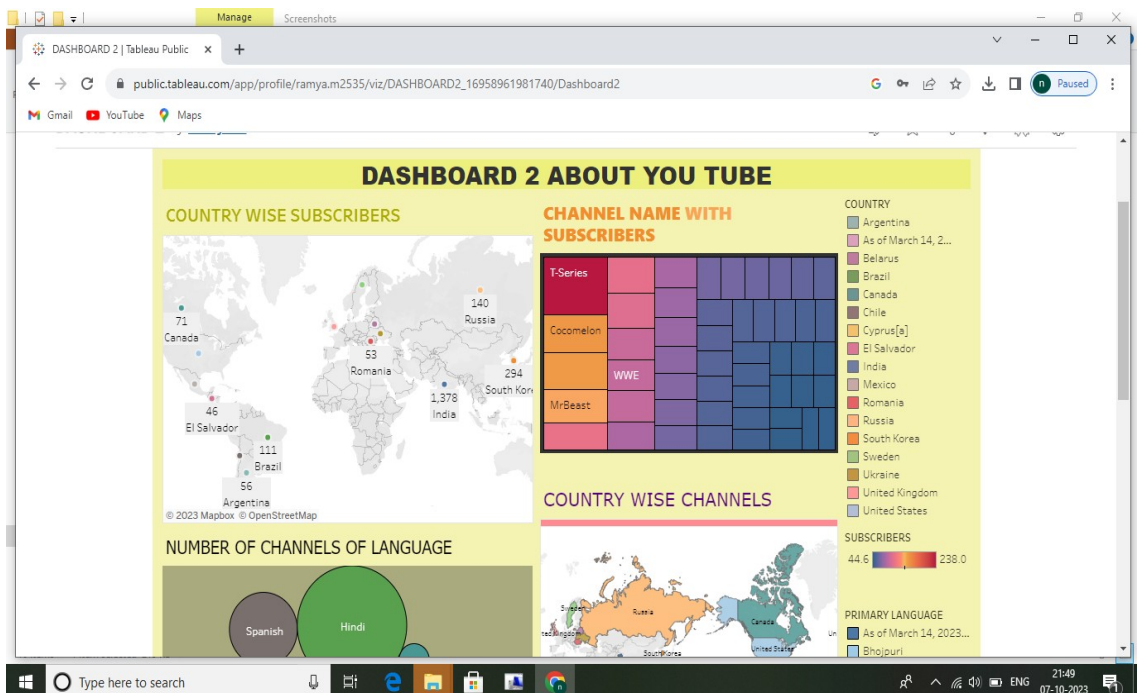 Manage
Screenshots
DASHBOARD 2 | Tableau Public
public.tableau.com/app/profile/ramya.m2535/viz/DASHBOARD2_16958961981740/Dashboard2
n Paused
Gmail YouTube Maps
DASHBOARD 2 ABOUT YOU TUBE
COUNTRY WISE SUBSCRIBERS
71
Canada
140
Russia
53
Romania
294
South Kore
1,378
India
46
El Salvador
111
Brazil
56
Argentina
© 2023 Mapbox © OpenStreetMap
CHANNEL NAME WITH
SUBSCRIBERS
T-Series
Cocomelon
WWE
MrBeast
COUNTRY
Argentina
As of March 14, 2...
Belarus
Brazil
Canada
Chile
Cyprus[a]
El Salvador
India
Mexico
Romania
Russia
South Korea
Sweden
Ukraine
United Kingdom
United States
SUBSCRIBERS
44.6 238.0
NUMBER OF CHANNELS OF LANGUAGE
Spanish
Hindi
COUNTRY WISE CHANNELS
Sweden
Russia
Canada
ted Kingdom
South Korea
United States
Un
PRIMARY LANGUAGE
As of March 14, 2023...
Bhojpuri
Type here to search
ENG
21:49
07-10-2023